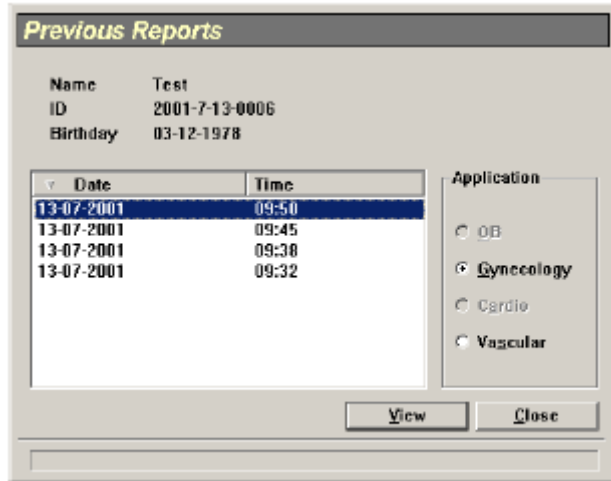 Previous Reports
Name Test
ID 2001-7-13-0006
Birthday 03-12-1978
Date Time
13-07-2001 09:50
13-07-2001 09:45
13-07-2001 09:38
13-07-2001 09:32
Application
OB
Gynecology
Cardio
Vascular
View Close